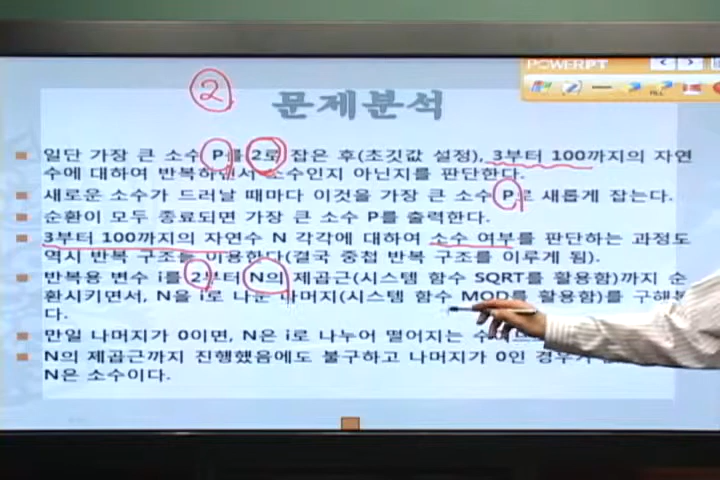 POWERPT
FILL
②
문제분석
일단 가장 큰 소수 P를 2로 잡은 후(초깃값 설정), 3부터 100까지의 자연
수에 대하여 반복하면서 소수인지 아닌지를 판단한다.
새로운 소수가 드러날 때마다 이것을 가장 큰 소수 P로 새롭게 잡는다.
순환이 모두 종료되면 가장 큰 소수 P를 출력한다.
3부터 100까지의 자연수 N 각각에 대하여 소수 여부를 판단하는 과정도
역시 반복 구조를 이용한다(결국 중첩 반복 구조를 이루게 됨).
반복용 변수 i를 2부터 N의 제곱근(시스템 함수 SQRT를 활용함)까지 순
환시키면서, N을 i로 나눈 나머지(시스템 함수 MOD를 활용함)를 구해본
다.
만일 나머지가 0이면, N은 i로 나누어 떨어지는
N의 제곱근까지 진행했음에도 불구하고 나머지가 0인 경우가
N은 소수이다.